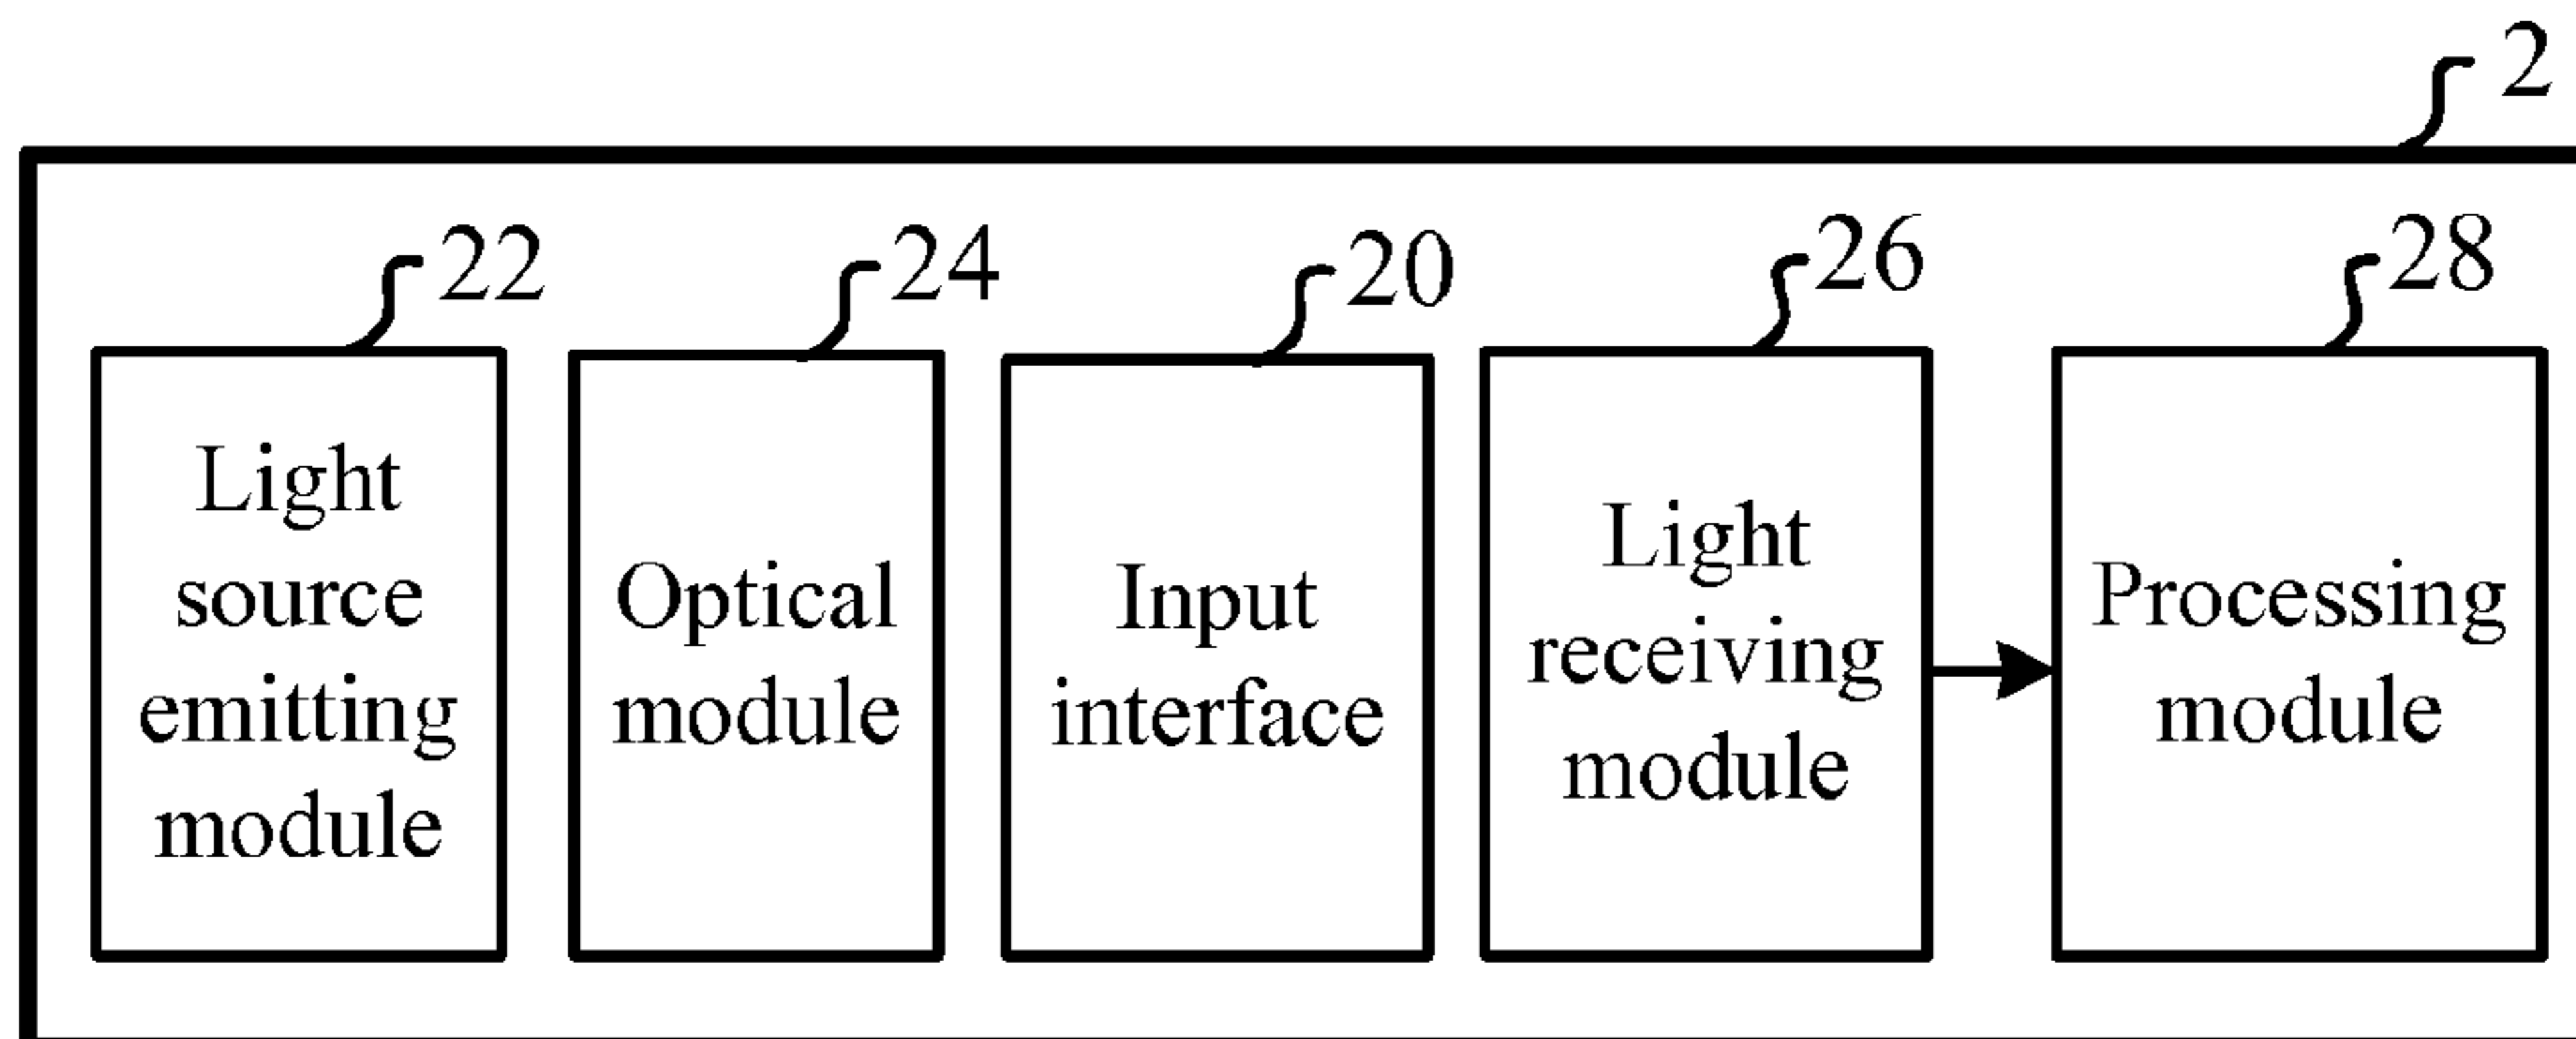 2
22
24
20
26
28
Light
source
emitting
module
Optical
module
Input
interface
Light
receiving
module
Processing
module